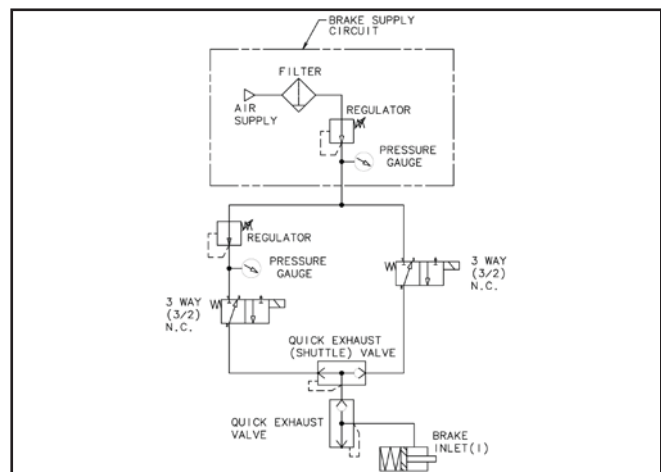 BRAKE SUPPLY
CIRCUIT
FILTER
AIR
SUPPLY
REGULATOR
PRESSURE
GAUGE
REGULATOR
PRESSURE
GAUGE
3 WAY
(3/2)
N.C.
3 WAY
(3/2)
N.C.
QUICK EXHAUST
(SHUTTLE) VALVE
QUICK EXHAUST
VALVE
BRAKE
INLET(1)